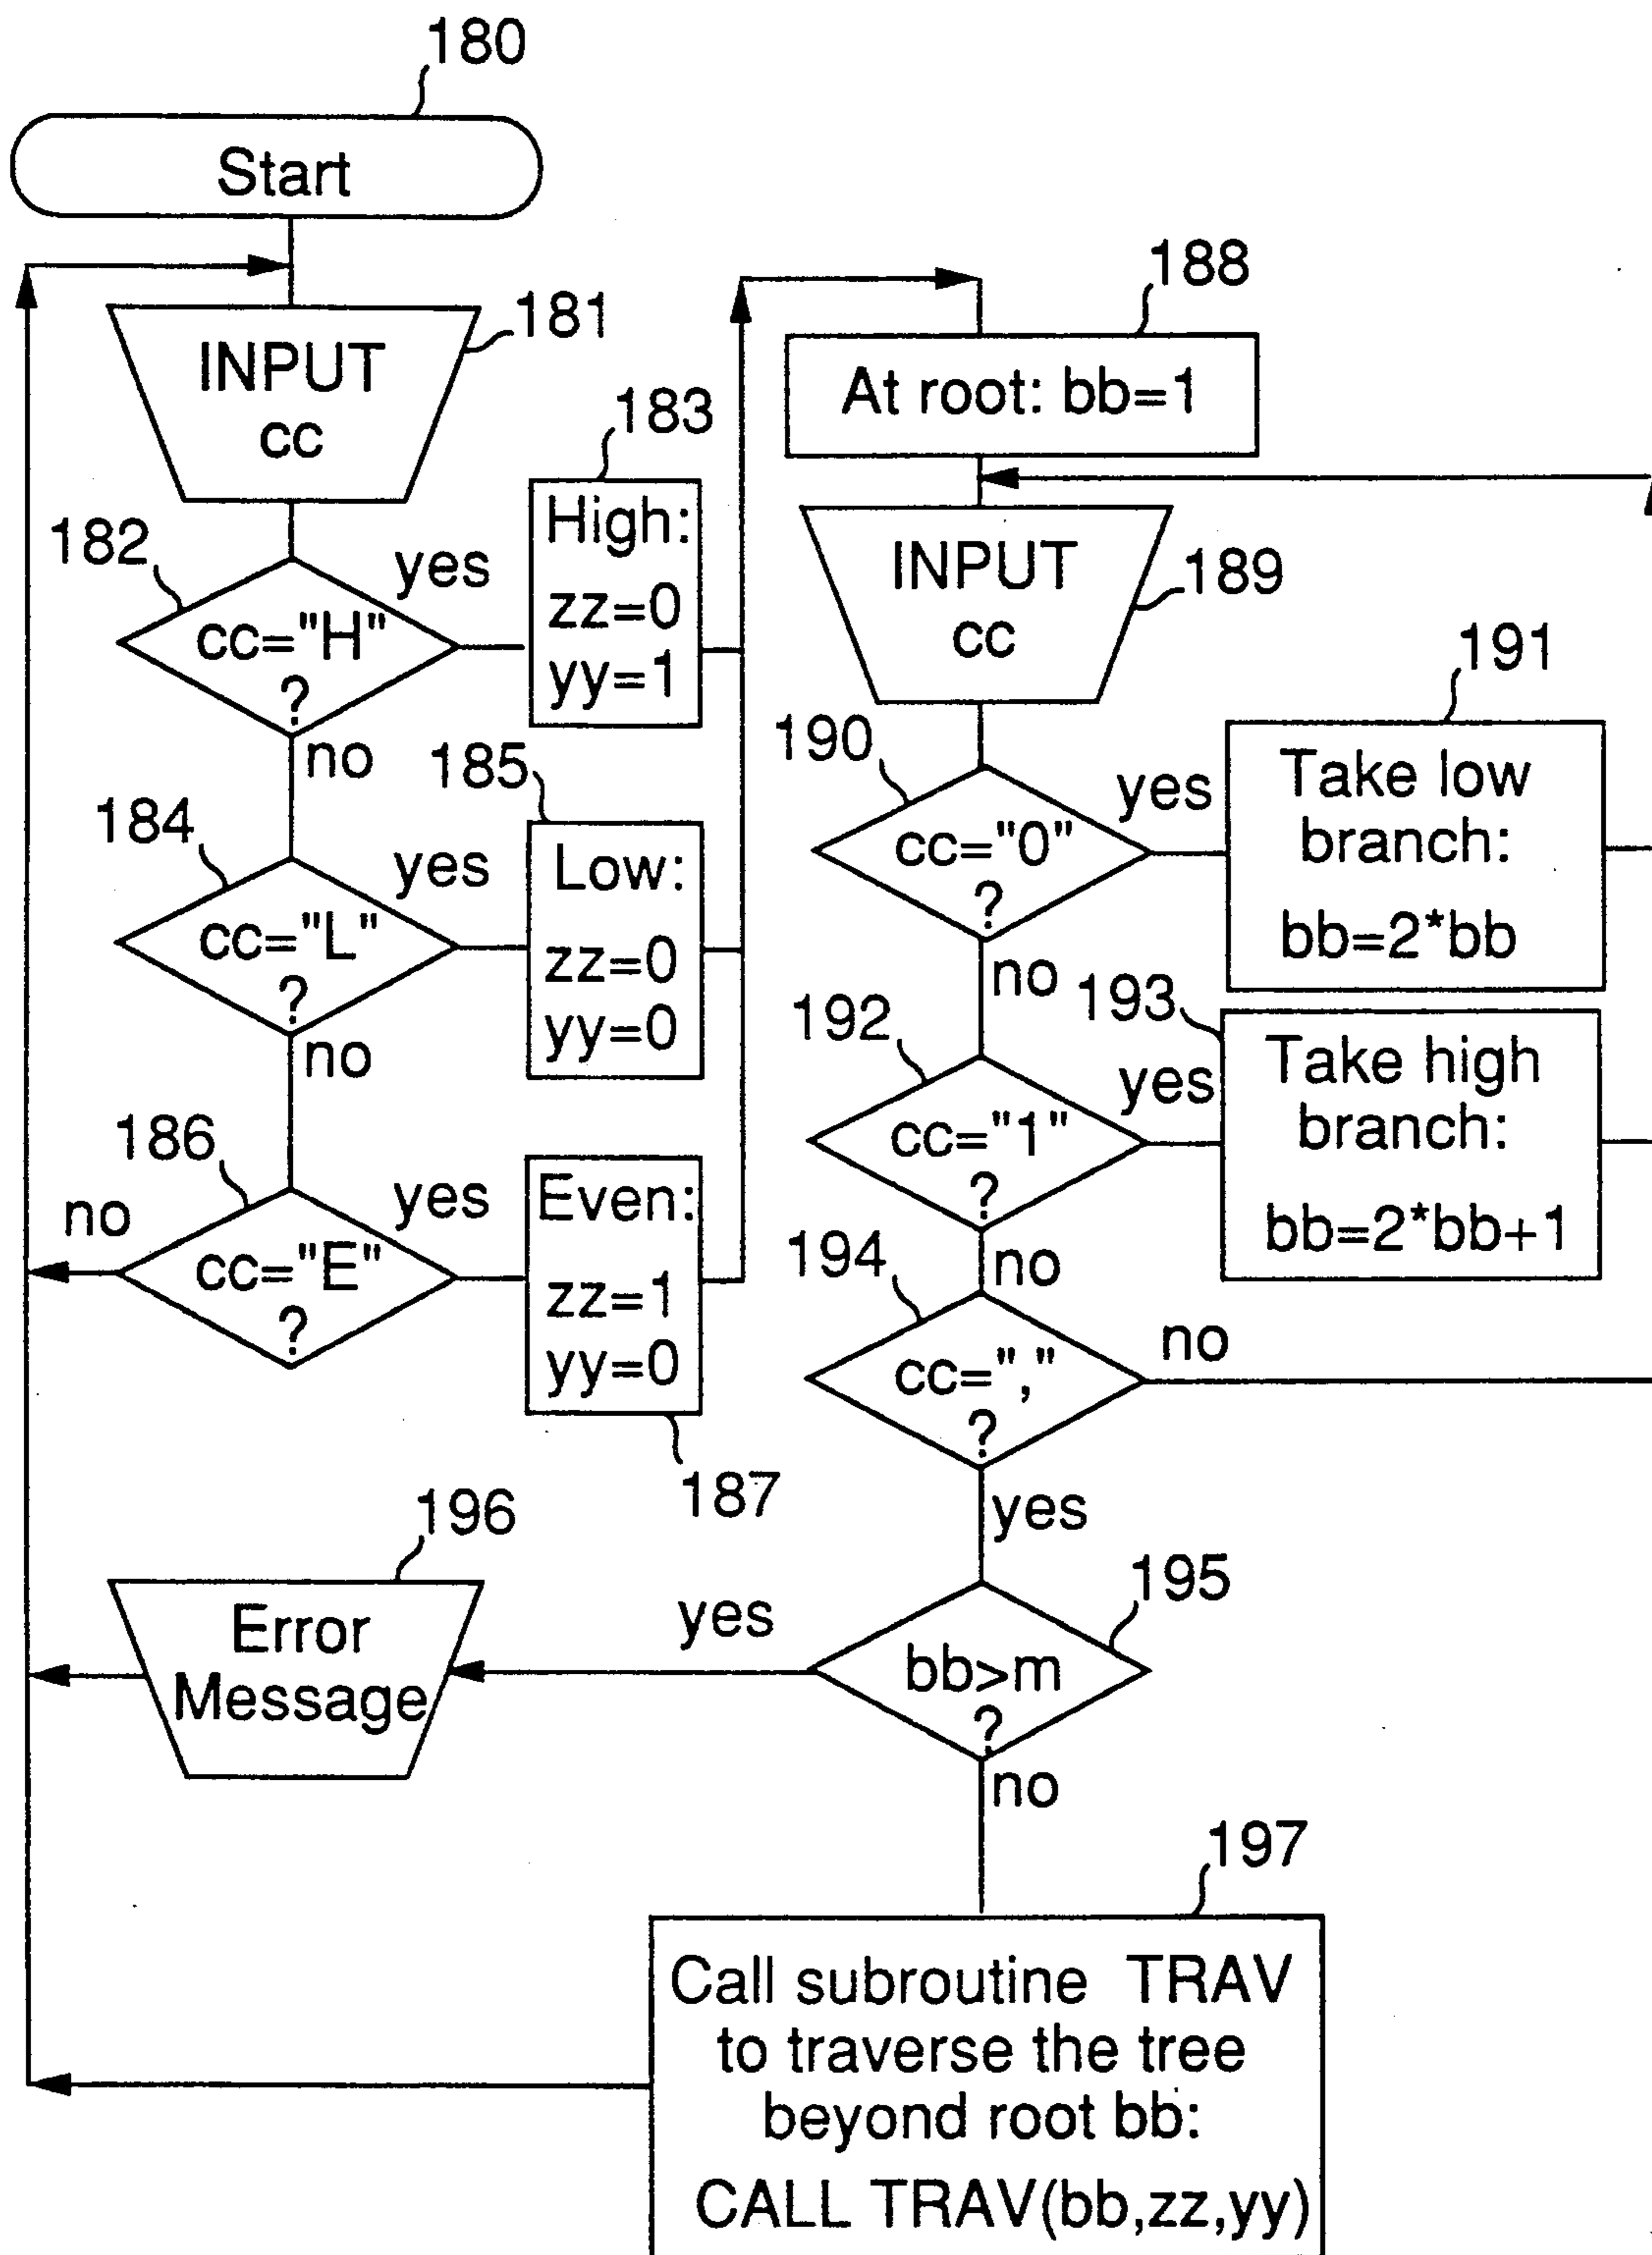 180
Start
181
INPUT
cc
182
cc="H"
?
yes
no
183
High:
zz=0
yy=1
184
cc="L"
?
yes
no
185
Low:
zz=0
yy=0
186
cc="E"
?
no
yes
Even:
zz=1
yy=0
187
188
At root: bb=1
189
INPUT
cc
190
cc="0"
?
yes
no
191
Take low
branch:
bb=2*bb
192
cc="1"
?
yes
no
193
Take high
branch:
bb=2*bb+1
194
cc=","
?
no
yes
195
bb>m
?
yes
no
196
Error
Message
197
Call subroutine TRAV
to traverse the tree
beyond root bb:
CALL TRAV(bb,zz,yy)